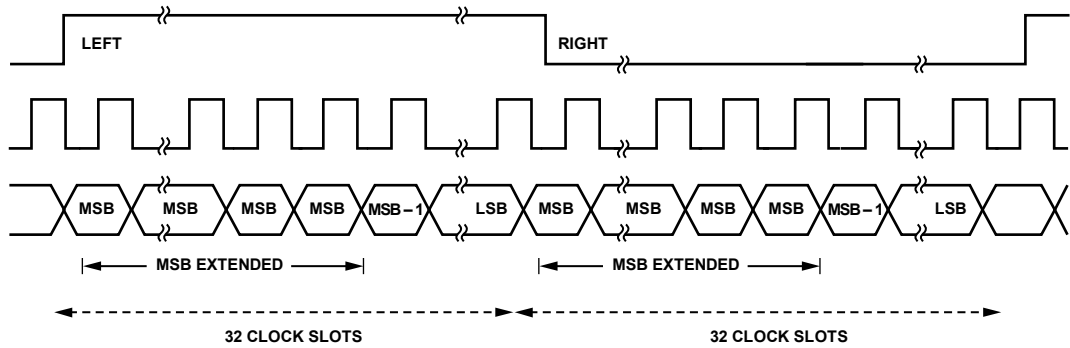 LEFT RIGHT
MSB MSB MSB MSB MSB–1 LSB MSB MSB MSB MSB MSB–1 LSB
MSB EXTENDED MSB EXTENDED
32 CLOCK SLOTS 32 CLOCK SLOTS